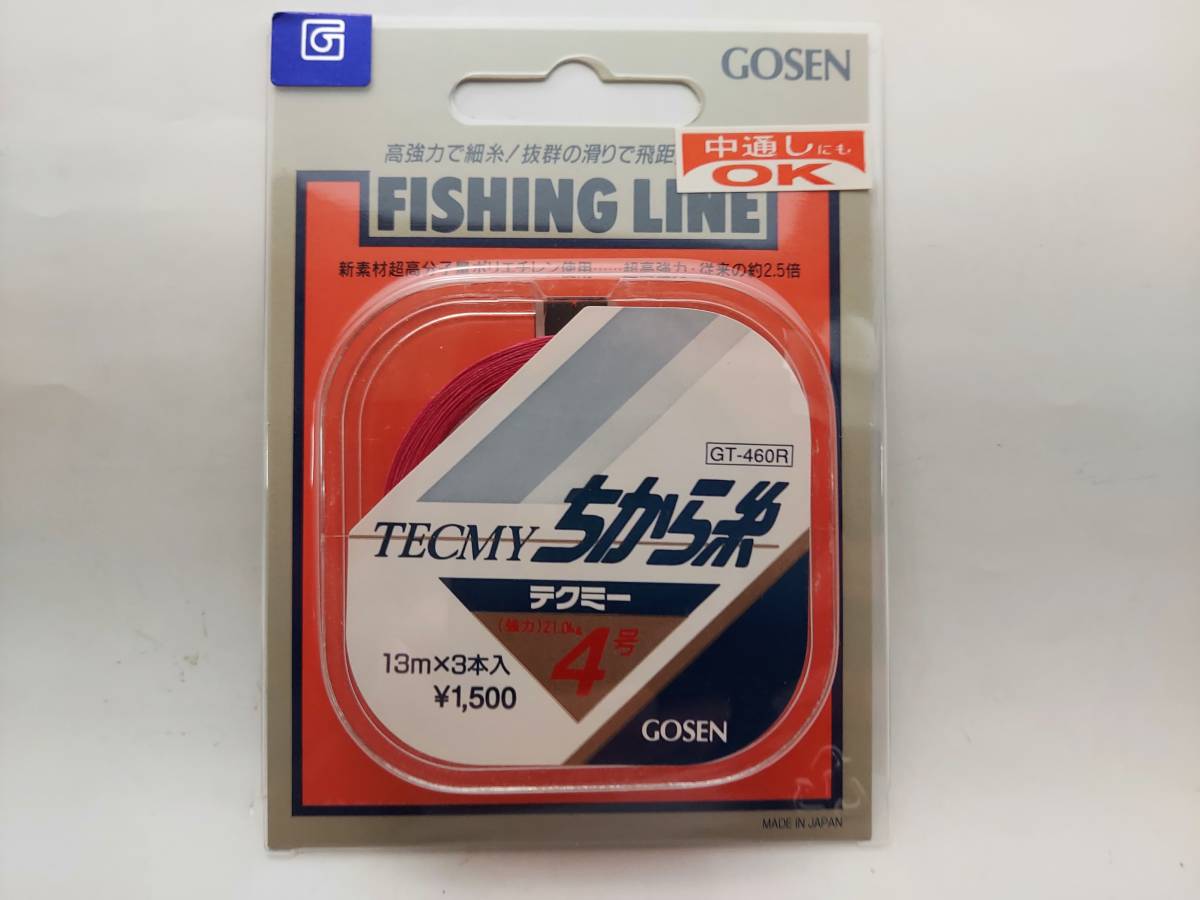 GOSEN
高強力で細糸!抜群の滑りで飛距
中通しにも
OK
FISHING LINE
新素材超高分子量ポリエチレン使用……超高強力・従来の約2.5倍
GT-460R
TECMY ちから糸
テクミー
(強力)21.0kg
4号
13m×3本入
¥1,500
GOSEN
MADE IN JAPAN